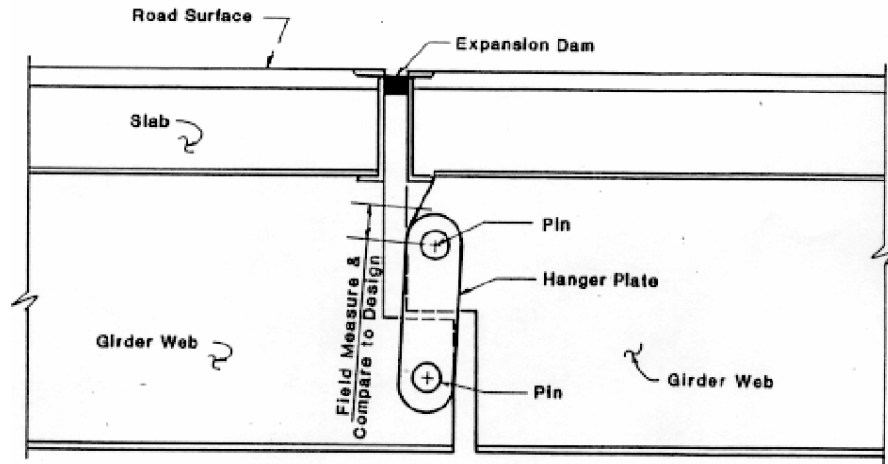 Road Surface
Expansion Dam
Slab
Pin
Field Measure &
Compare to Design
Hanger Plate
Girder Web
Girder Web
Pin